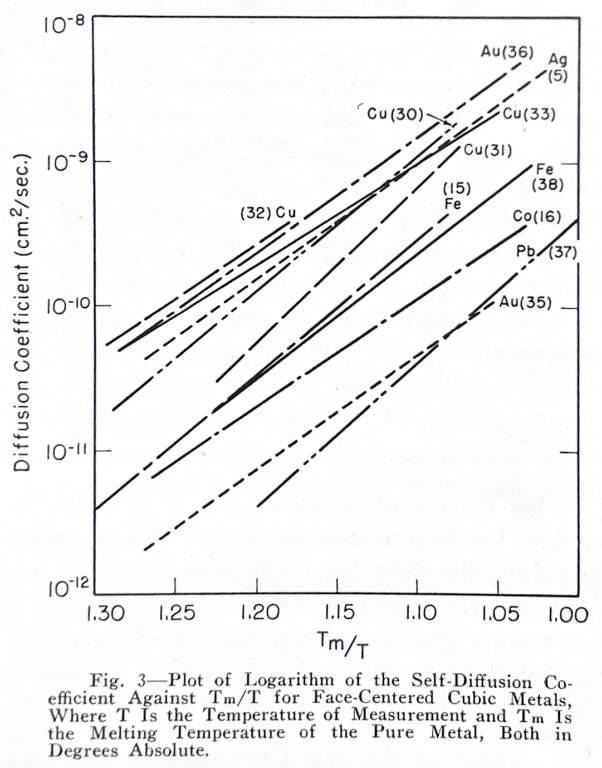 10-8
Au(36)
Ag
(5)
Cu(30)
Cu(33)
10-9
Cu(31)
Fe
(38)
(15)
Fe
(32) Cu
Co(16)
Pb (37)
10-10
Au(35)
10-11
10-12
Diffusion Coefficient (cm.2/sec.)
1.30 1.25 1.20 1.15 1.10 1.05 1.00
Tm/T
Fig. 3—Plot of Logarithm of the Self-Diffusion Co-
efficient Against Tm/T for Face-Centered Cubic Metals,
Where T Is the Temperature of Measurement and Tm Is
the Melting Temperature of the Pure Metal, Both in
Degrees Absolute.